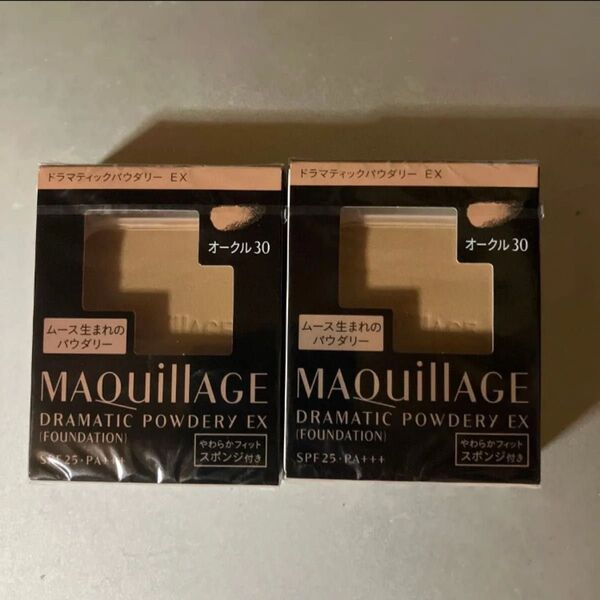 ドラマティックパウダリー EX
オークル30
ムース生まれの
パウダリー
MAQuillAGE
DRAMATIC POWDERY EX
(FOUNDATION)
やわらかフィット
スポンジ付き
SPF25・PA+++
ドラマティックパウダリー EX
オークル30
ムース生まれの
パウダリー
MAQuillAGE
DRAMATIC POWDERY EX
(FOUNDATION)
やわらかフィット
スポンジ付き
SPF25・PA+++